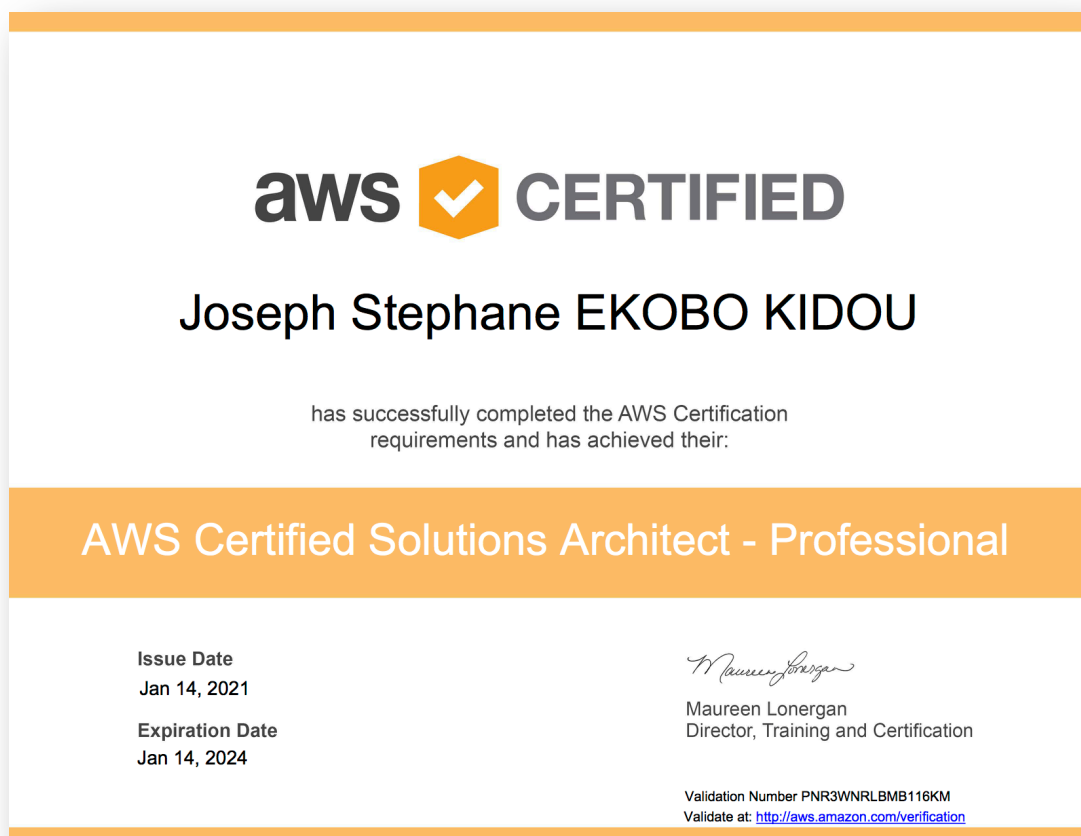 aws CERTIFIED
Joseph Stephane EKOBO KIDOU
has successfully completed the AWS Certification
requirements and has achieved their:
AWS Certified Solutions Architect - Professional
Issue Date
Jan 14, 2021
Expiration Date
Jan 14, 2024
Maureen Lonergan
Maureen Lonergan
Director, Training and Certification
Validation Number PNR3WNRLBMB116KM
Validate at: http://aws.amazon.com/verification